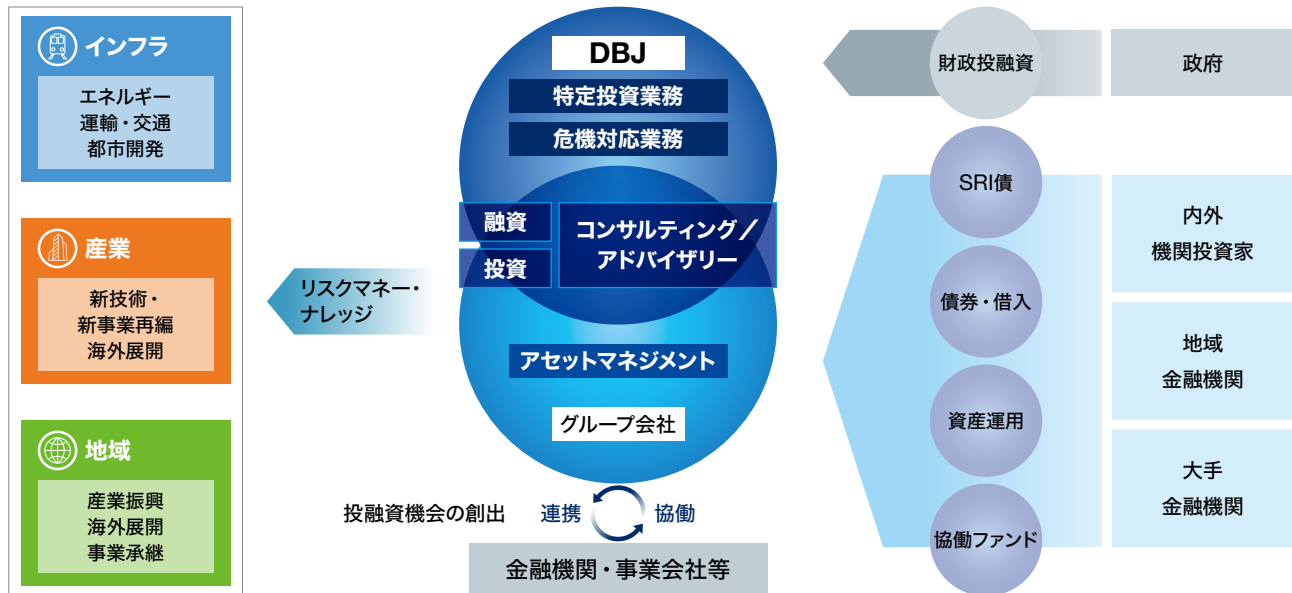 インフラ
エネルギー
運輸・交通
都市開発
産業
新技術・
新事業再編
海外展開
地域
産業振興
海外展開
事業承継
リスクマネー・
ナレッジ
DBJ
特定投資業務
危機対応業務
融資
投資
コンサルティング／
アドバイザリー
アセットマネジメント
グループ会社
投融資機会の創出
連携
協働
金融機関・事業会社等
財政投融資
SRI債
債券・借入
資産運用
協働ファンド
政府
内外
機関投資家
地域
金融機関
大手
金融機関